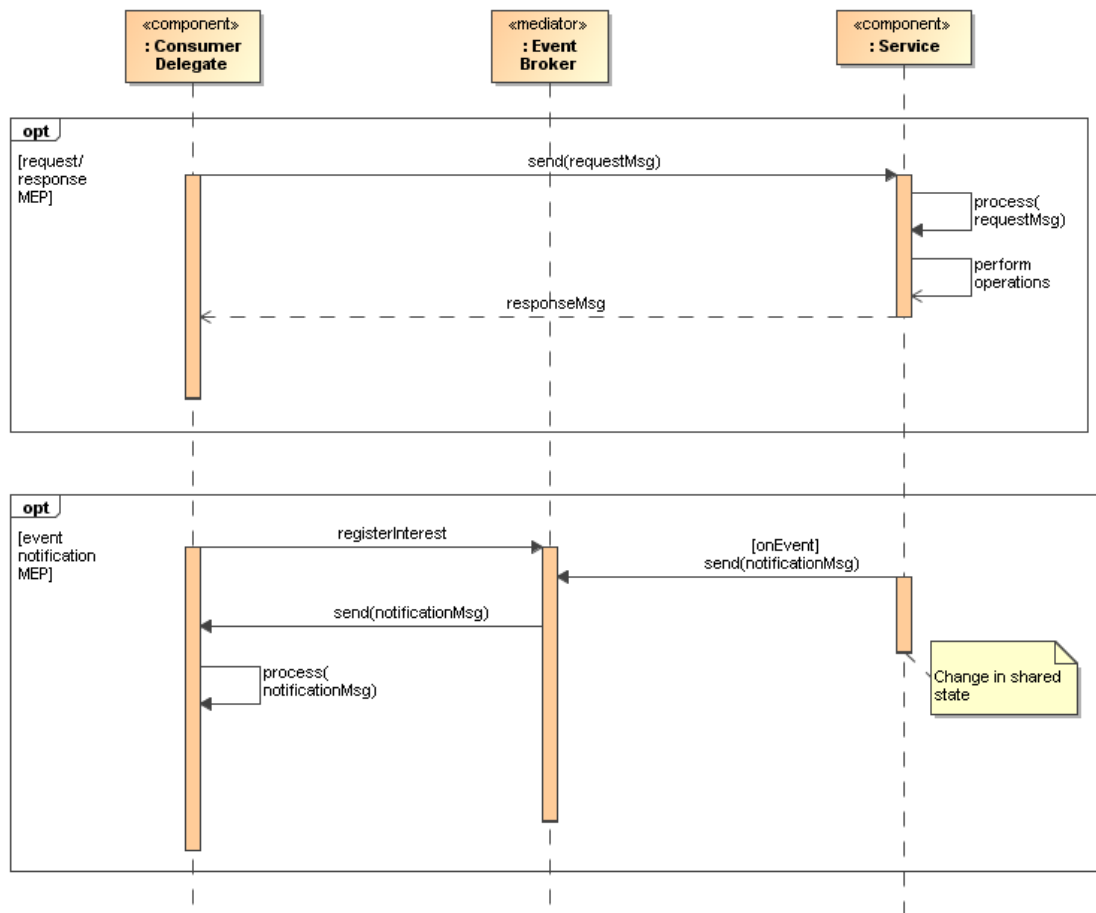 «component»
: Consumer
Delegate
«mediator»
: Event
Broker
«component»
: Service
opt
[request/
response
MEP]
send(requestMsg)
process(
requestMsg)
perform
operations
responseMsg
opt
[event
notification
MEP]
registerInterest
[onEvent]
send(notificationMsg)
send(notificationMsg)
process(
notificationMsg)
Change in shared
state